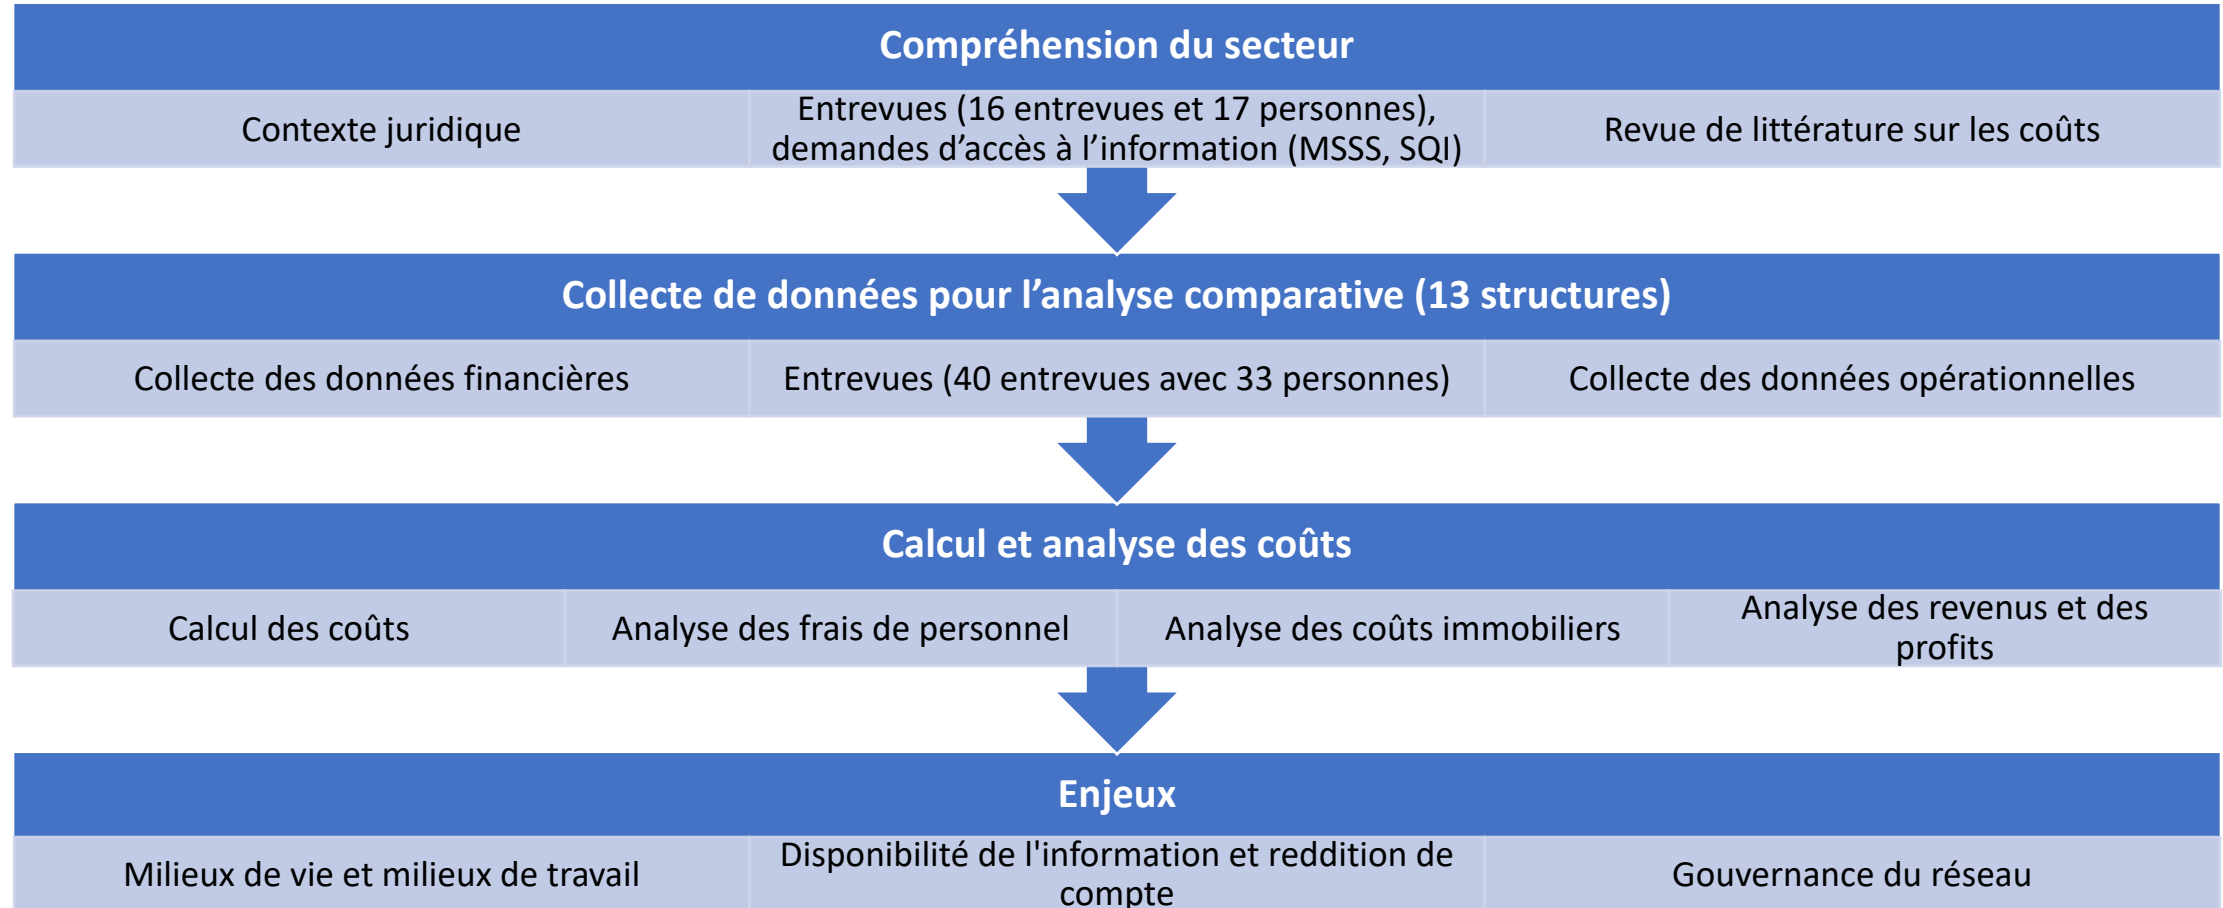 Compréhension du secteur
Contexte juridique
Entrevues (16 entrevues et 17 personnes),
demandes d’accès à l’information (MSSS, SQI)
Revue de littérature sur les coûts
Collecte de données pour l’analyse comparative (13 structures)
Collecte des données financières
Entrevues (40 entrevues avec 33 personnes)
Collecte des données opérationnelles
Calcul et analyse des coûts
Calcul des coûts
Analyse des frais de personnel
Analyse des coûts immobiliers
Analyse des revenus et des
profits
Enjeux
Milieux de vie et milieux de travail
Disponibilité de l'information et reddition de
compte
Gouvernance du réseau